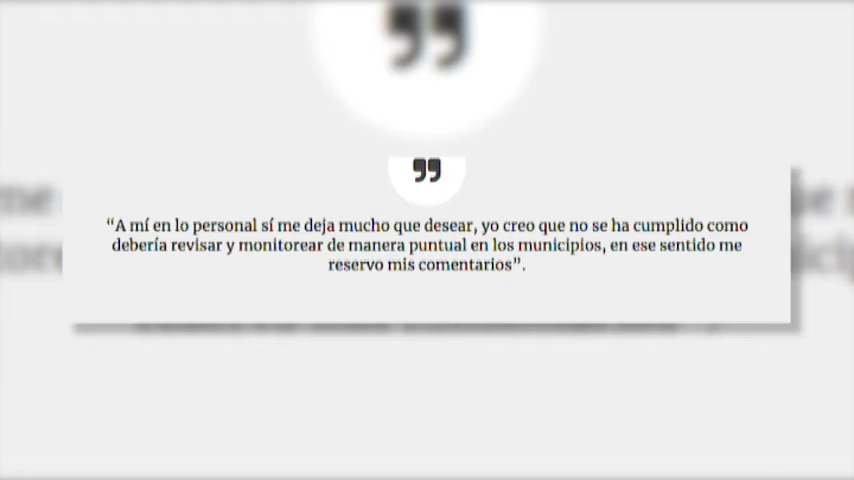 “A mí en lo personal sí me deja mucho que desear, yo creo que no se ha cumplido como
debería revisar y monitorear de manera puntual en los municipios, en ese sentido me
reservo mis comentarios”.